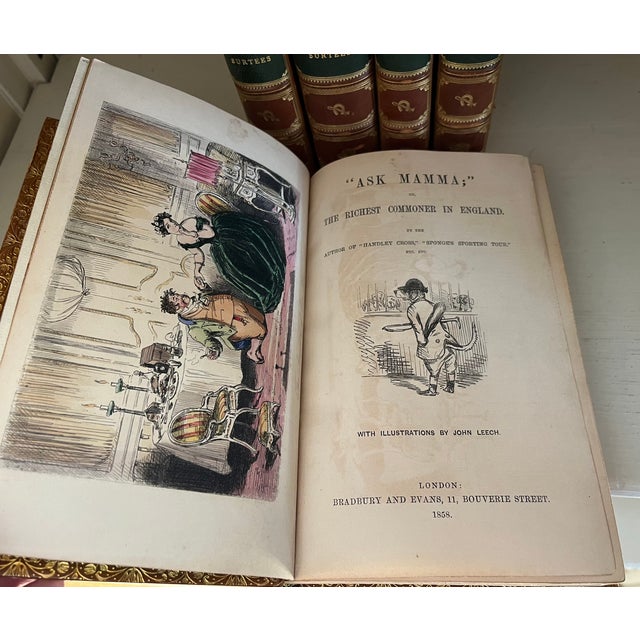 SURTEES
SURTEES
"ASK MAMMA;"
OR,
THE RICHEST COMMONER IN ENGLAND.
BY THE
AUTHOR OF "HANDLEY CROSS," "SPONGE'S SPORTING TOUR,"
ETC. ETC.
WITH ILLUSTRATIONS BY JOHN LEECH.
LONDON:
BRADBURY AND EVANS, 11, BOUVERIE STREET.
1858.